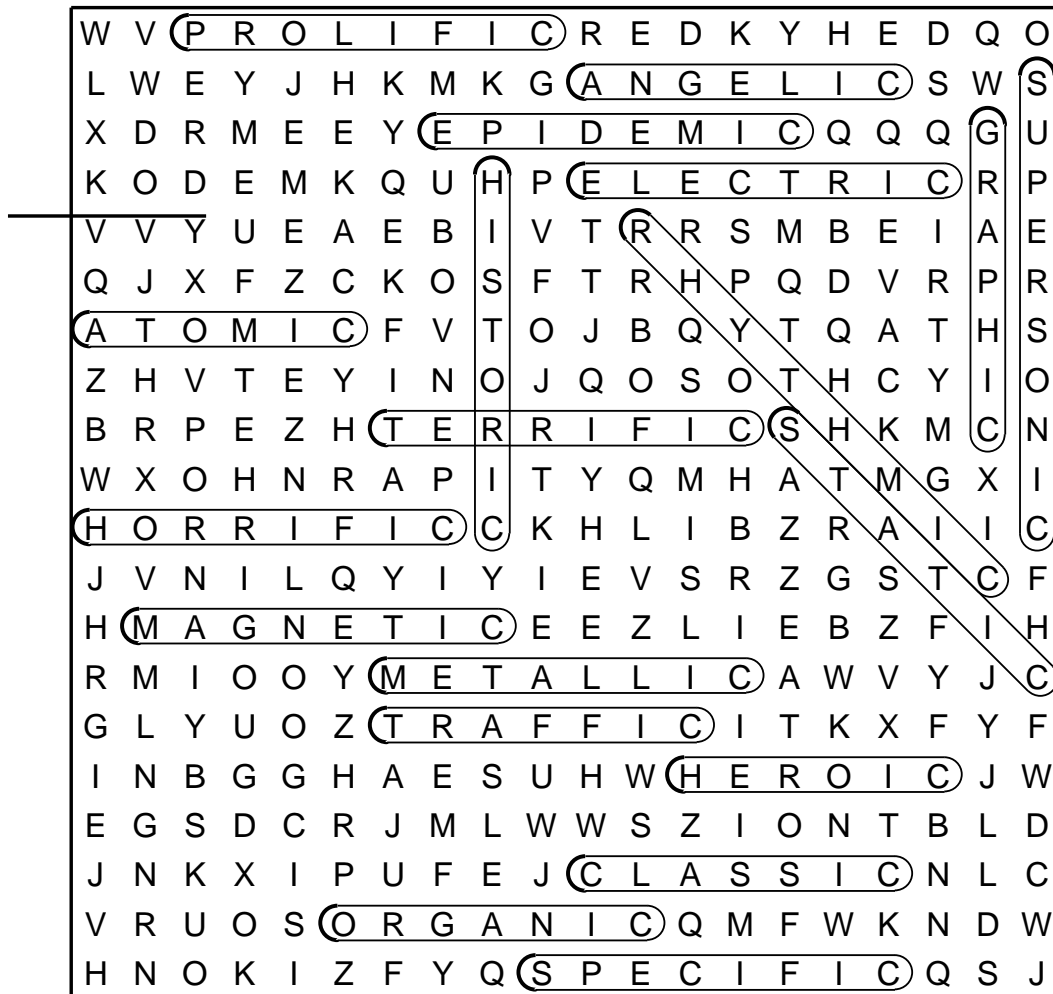 W V P R O L I F I C R E D K Y H E D Q O
L W E Y J H K M K G A N G E L I C S W S
X D R M E E Y E P I D E M I C Q Q Q G U
K O D E M K Q U H P E L E C T R I C R P
V V Y U E A E B I V T R R S M B E I A E
Q J X F Z C K O S F T R H P Q D V R P R
A T O M I C F V T O J B Q Y T Q A T H S
Z H V T E Y I N O J Q O S O T H C Y I O
B R P E Z H T E R R I F I C S H K M C N
W X O H N R A P I T Y Q M H A T M G X I
H O R R I F I C C K H L I B Z R A I I C
J V N I L Q Y I Y I E V S R Z G S T C F
H M A G N E T I C E E Z L I E B Z F I H
R M I O O Y M E T A L L I C A W V Y J C
G L Y U O Z T R A F F I C I T K X F Y F
I N B G G H A E S U H W H E R O I C J W
E G S D C R J M L W W S Z I O N T B L D
J N K X I P U F E J C L A S S I C N L C
V R U O S O R G A N I C Q M F W K N D W
H N O K I Z F Y Q S P E C I F I C Q S J